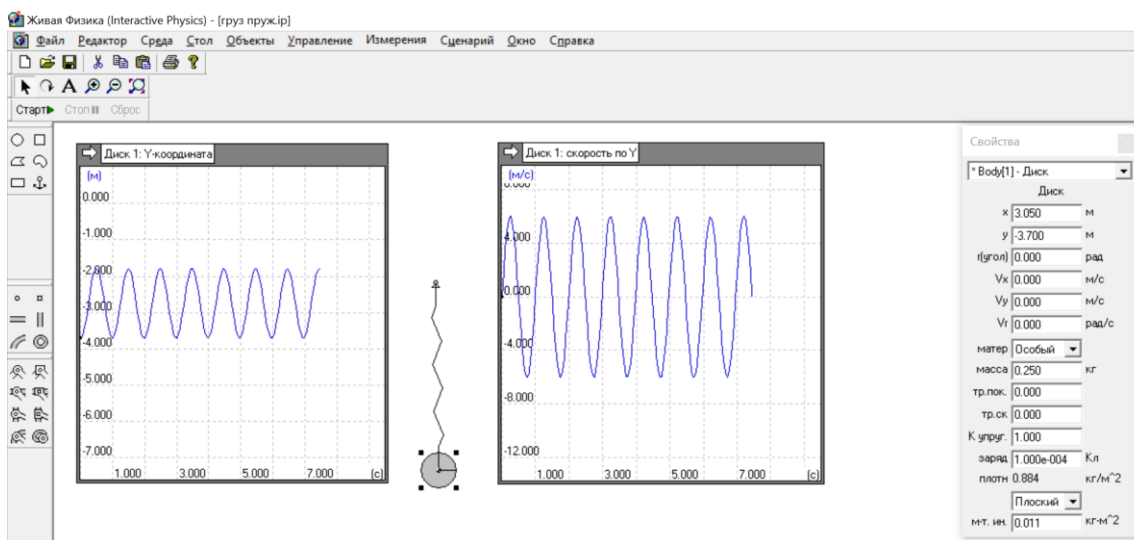 Живая Физика (Interactive Physics) - [груз пруж.ip]
Файл Редактор Среда Стол Объекты Управление Измерения Сценарий Окно Справка
Старт Стоп Сброс
Диск 1: Y-координата
(м)
0.000
-1.000
-2.000
-3.000
-4.000
-5.000
-6.000
-7.000
1.000 3.000 5.000 7.000 (с)
Диск 1: скорость по Y
(м/с)
8.000
4.000
0.000
-4.000
-8.000
-12.000
1.000 3.000 5.000 7.000 (с)
Свойства
* Body[1] - Диск
Диск
x 3.050 м
y -3.700 м
r(угол) 0.000 рад
Vx 0.000 м/с
Vy 0.000 м/с
Vr 0.000 рад/с
матер Особый
масса 0.250 кг
тр.пок. 0.000
тр.ск 0.000
К упруг. 1.000
заряд 1.000e-004 Кл
плотн 0.884 кг/м^2
Плоский
м-т. ин. 0.011 кг-м^2